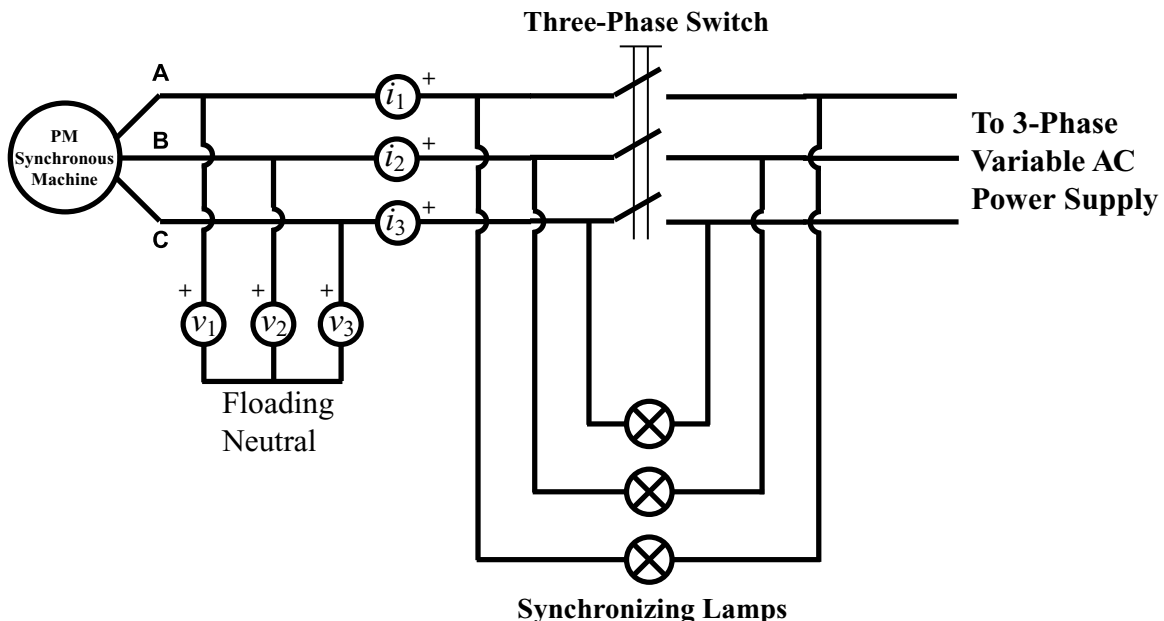 Three-Phase Switch
A
B
C
PM
Synchronous
Machine
i1
+
i2
+
i3
+
To 3-Phase
Variable AC
Power Supply
+
v1
+
v2
+
v3
Floading
Neutral
Synchronizing Lamps